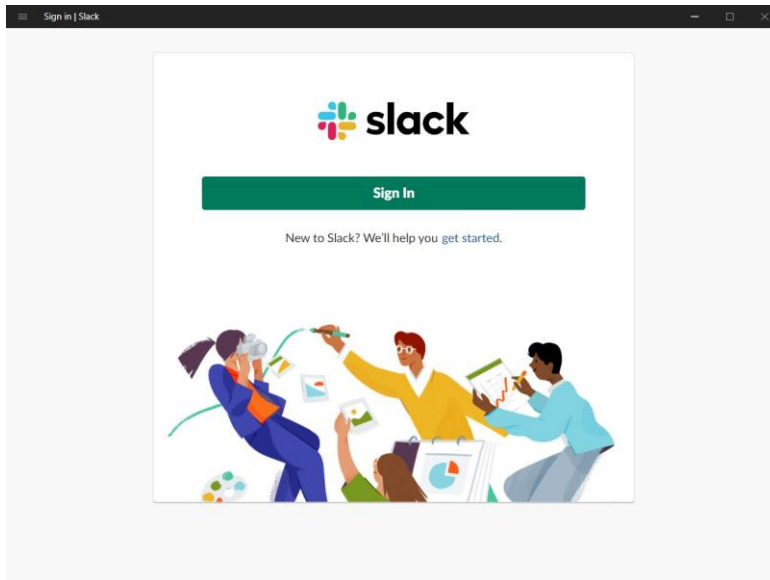 Sign in | Slack
slack
Sign In
New to Slack? We'll help you get started.